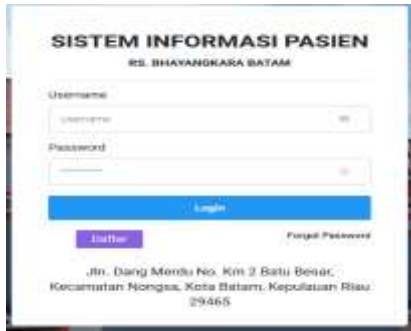 SISTEM INFORMASI PASIEN
RS. BHAYANGKARA BATAM
Username
Username
Password
Login
Daftar
Forgot Password
Jln. Dang Merdu No. Km 2 Batu Besar,
Kecamatan Nongsa, Kota Batam, Kepulauan Riau
29465